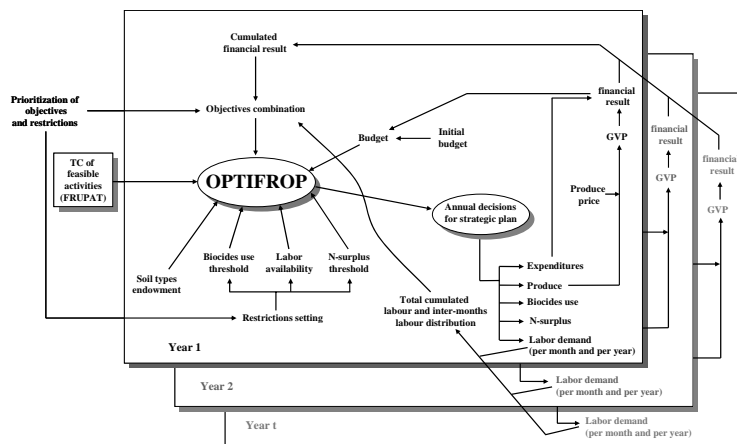 Cumulated
financial result
Prioritization of
objectives
and restrictions
Objectives combination
financial
result
Budget
Initial
budget
GVP
financial
result
financial
result
TC of
feasible
activities
(FRUPAT)
OPTIFROP
GVP
GVP
Produce
price
Annual decisions
for strategic plan
Soil types
endowment
Biocides use
threshold
Labor
availability
N-surplus
threshold
Expenditures
Produce
Biocides use
N-surplus
Labor demand
(per month and per year)
Total cumulated
labour and inter-months
labour distribution
Restrictions setting
Year 1
Year 2
Labor demand
(per month and per year)
Year t
Labor demand
(per month and per year)